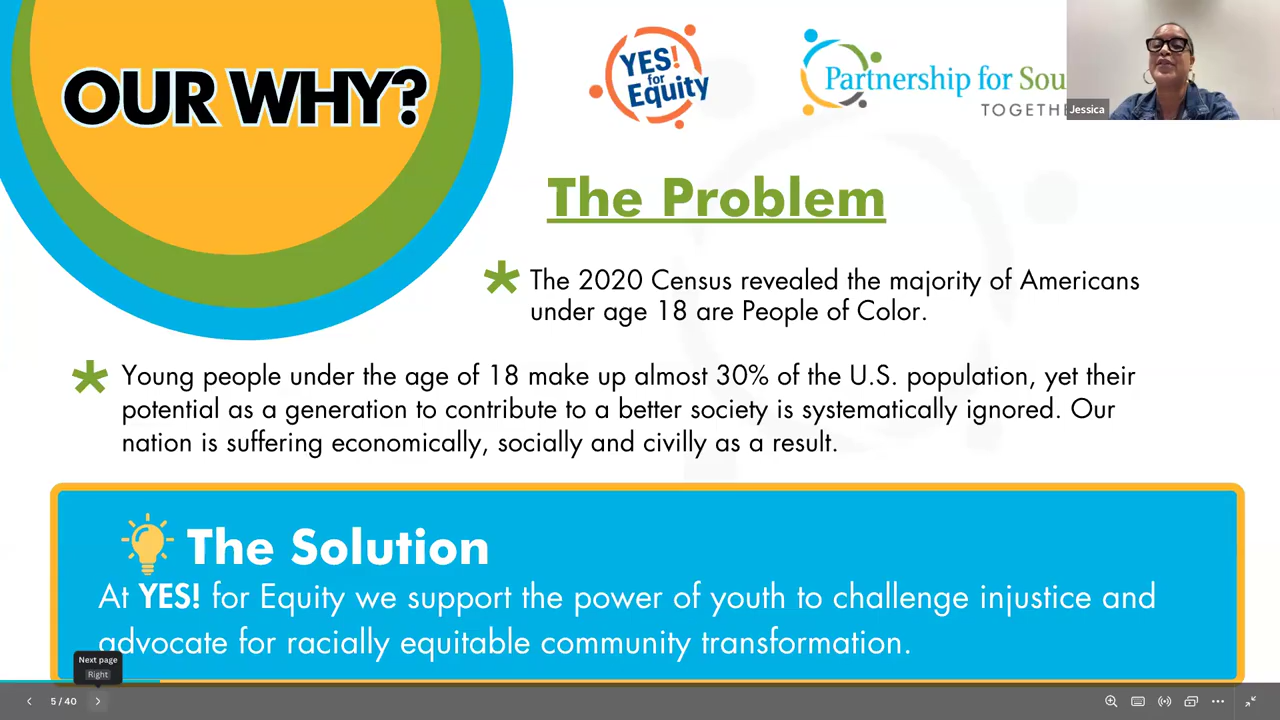 OUR WHY?
YES!
for
Equity
Partnership for Sou
TOGETHE
Jessica
The Problem
* The 2020 Census revealed the majority of Americans
under age 18 are People of Color.
* Young people under the age of 18 make up almost 30% of the U.S. population, yet their
potential as a generation to contribute to a better society is systematically ignored. Our
nation is suffering economically, socially and civilly as a result.
The Solution
At YES! for Equity we support the power of youth to challenge injustice and
advocate for racially equitable community transformation.
Next page
Right
5 / 40